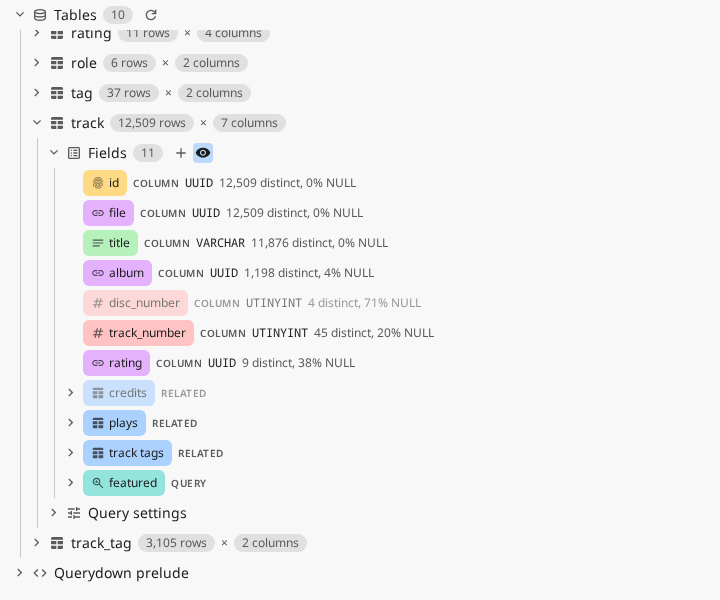 Tables 10
rating 11 rows × 4 columns
role 6 rows × 2 columns
tag 37 rows × 2 columns
track 12,509 rows × 7 columns
Fields 11
id COLUMN UUID 12,509 distinct, 0% NULL
file COLUMN UUID 12,509 distinct, 0% NULL
title COLUMN VARCHAR 11,876 distinct, 0% NULL
album COLUMN UUID 1,198 distinct, 4% NULL
disc_number COLUMN UTINYINT 4 distinct, 71% NULL
track_number COLUMN UTINYINT 45 distinct, 20% NULL
rating COLUMN UUID 9 distinct, 38% NULL
credits RELATED
plays RELATED
track tags RELATED
featured QUERY
Query settings
track_tag 3,105 rows × 2 columns
Querydown prelude